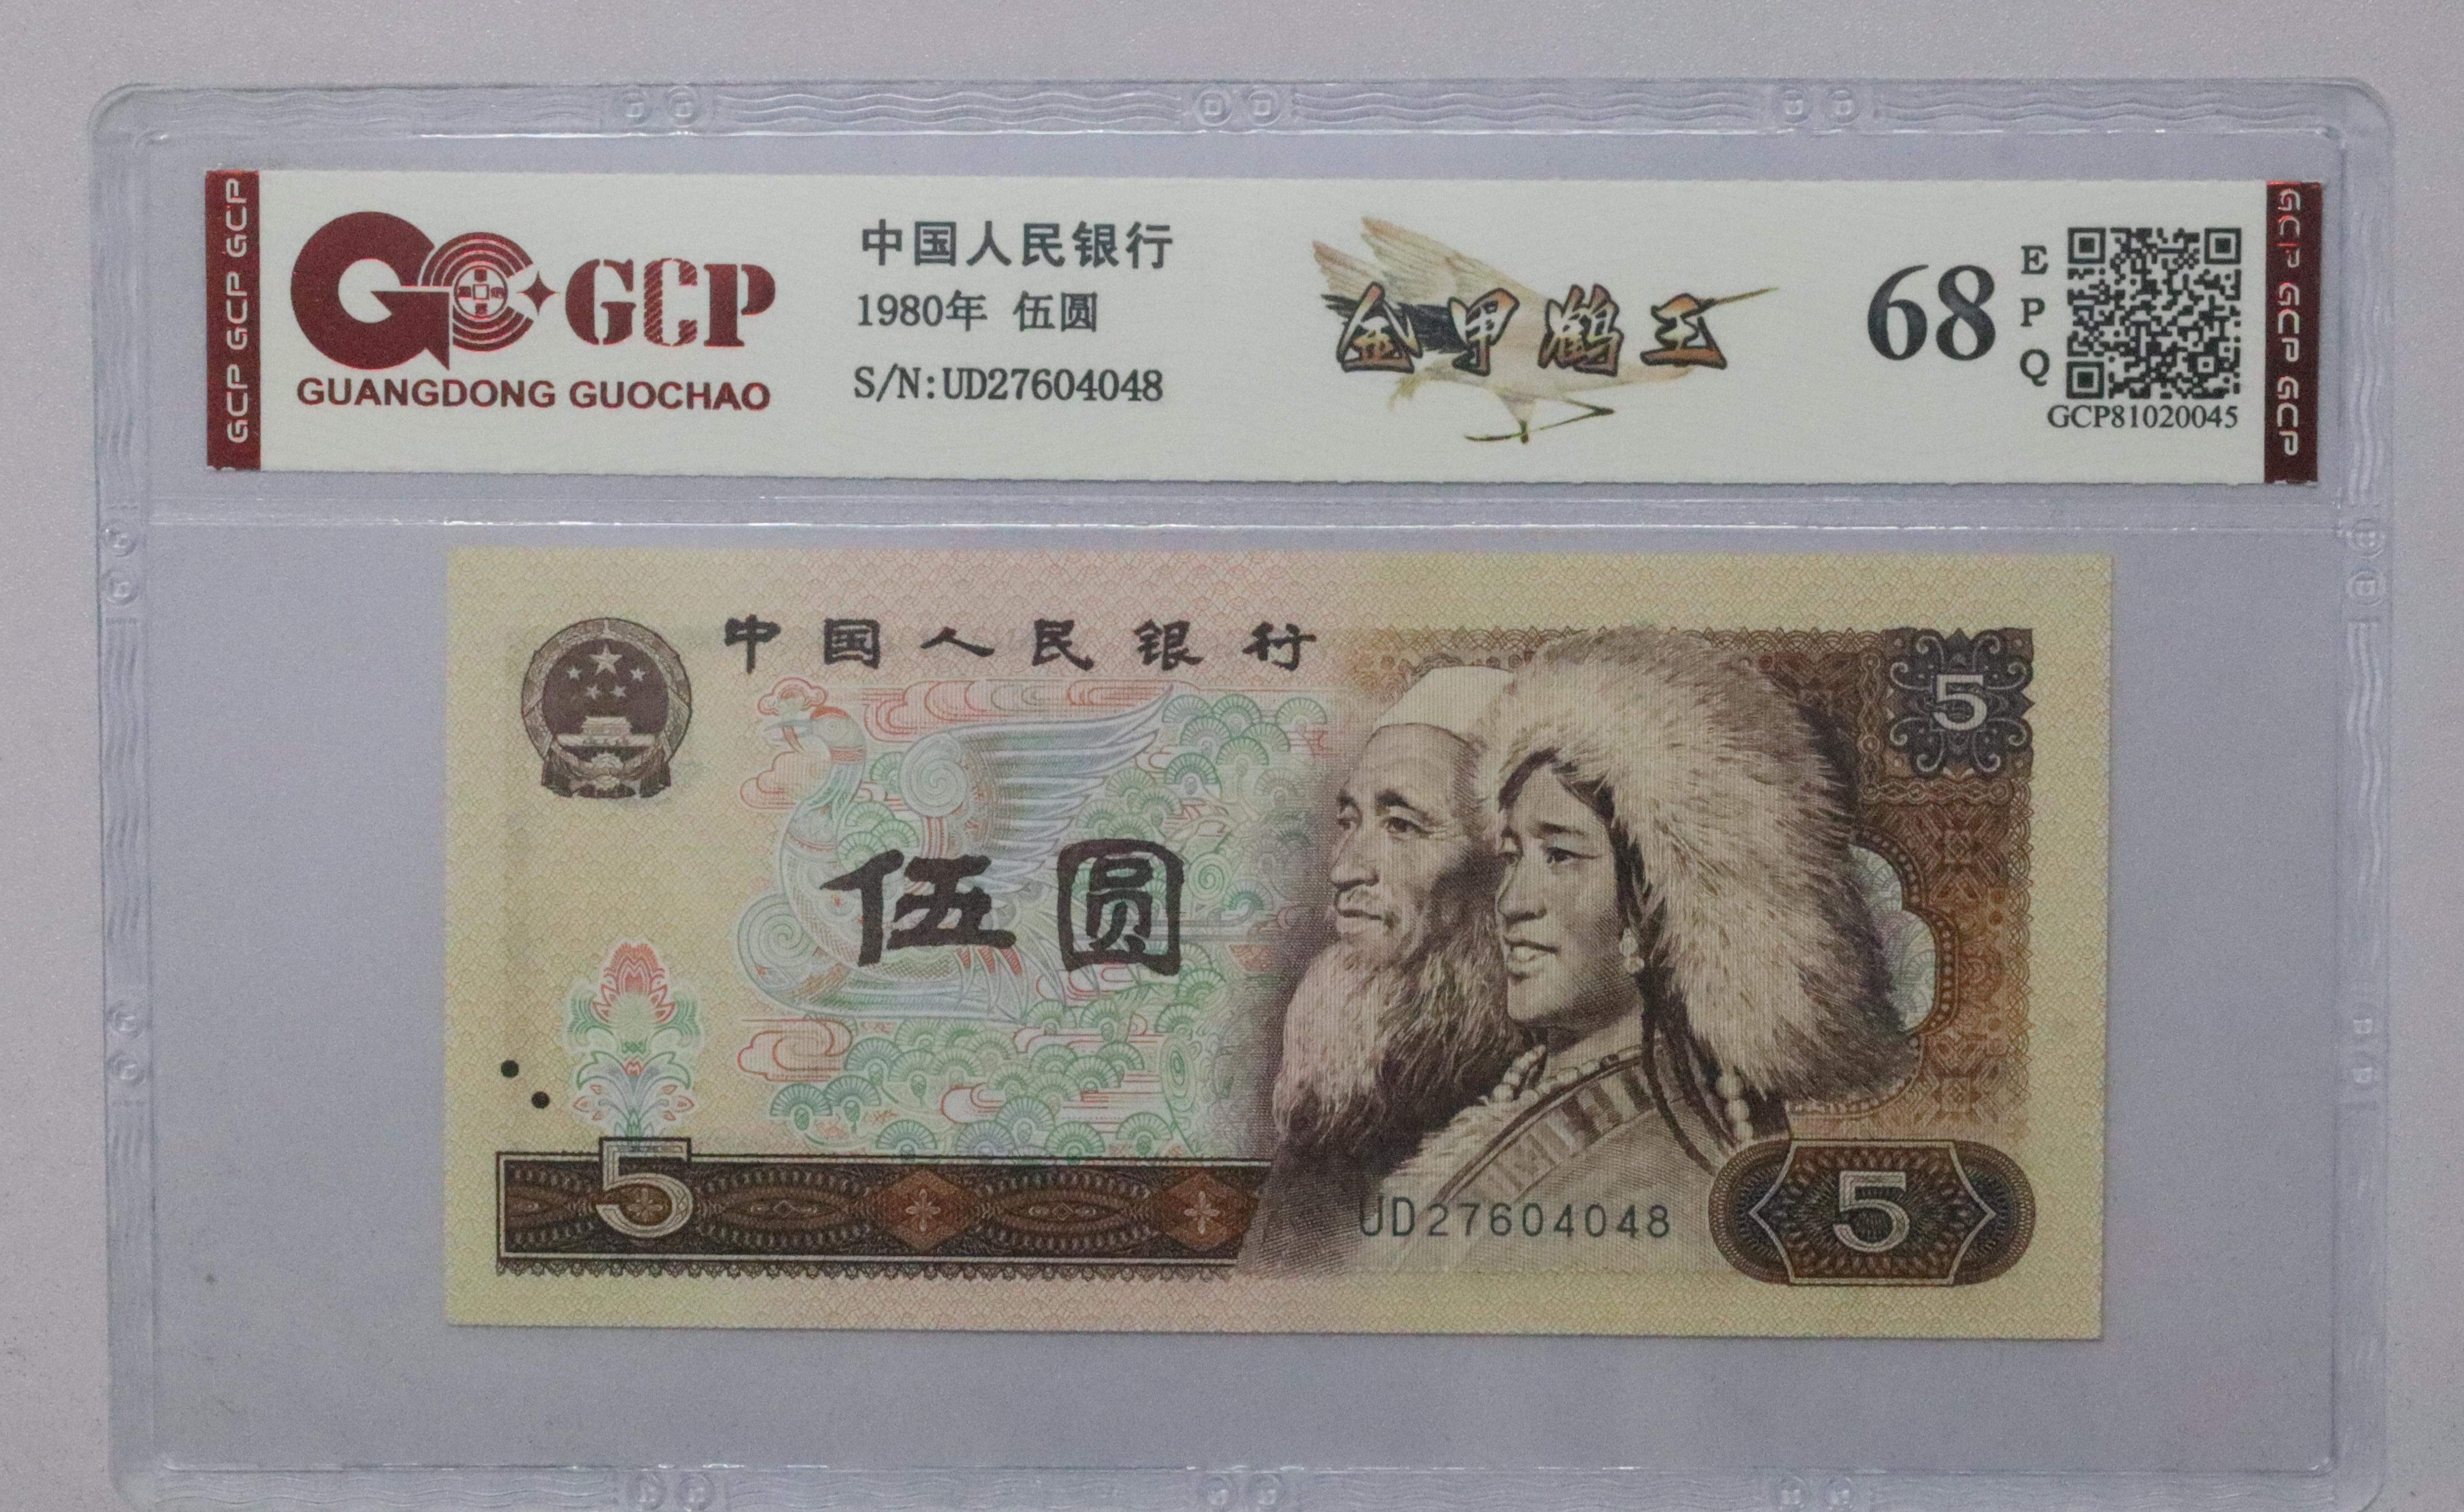 GCP GCP GCP
GCP
GUANGDONG GUOCHAO
中国人民银行
1980年 伍圆
S/N:UD27604048
金甲鹤王
68
E
P
Q
GCP81020045
GCP GCP GCP
中国人民银行
5
伍圆
5
UD27604048
5